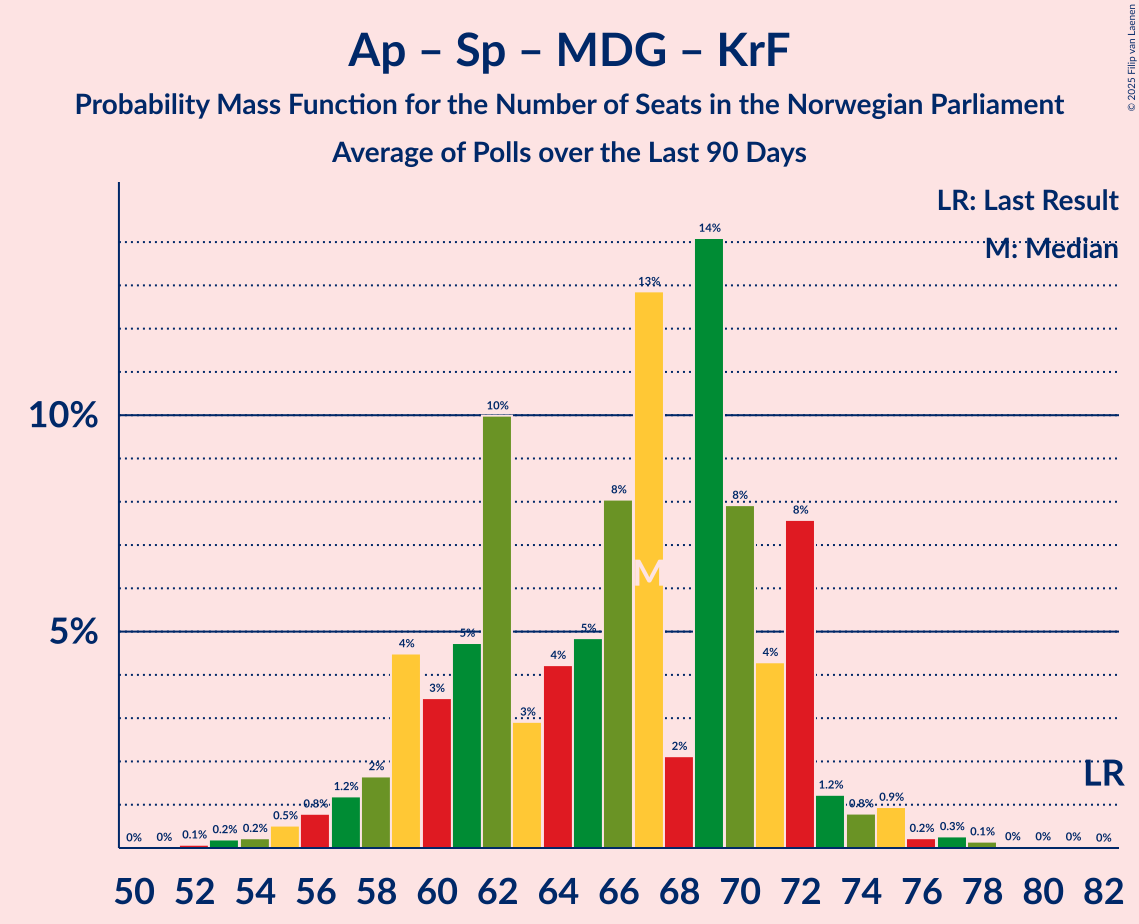 Ap – Sp – MDG – KrF
Probability Mass Function for the Number of Seats in the Norwegian Parliament
Average of Polls over the Last 90 Days
© 2025 Filip van Laenen
LR: Last Result
M: Median
10%
5%
0% 0% 0.1% 0.2% 0.2% 0.5% 0.8% 1.2% 2% 4% 3% 5% 10% 3% 4% 5% 8% 13% 2% 14% 8% 4% 8% 1.2% 0.8% 0.9% 0.2% 0.3% 0.1% 0% 0% 0% 0%
M
LR
50 52 54 56 58 60 62 64 66 68 70 72 74 76 78 80 82